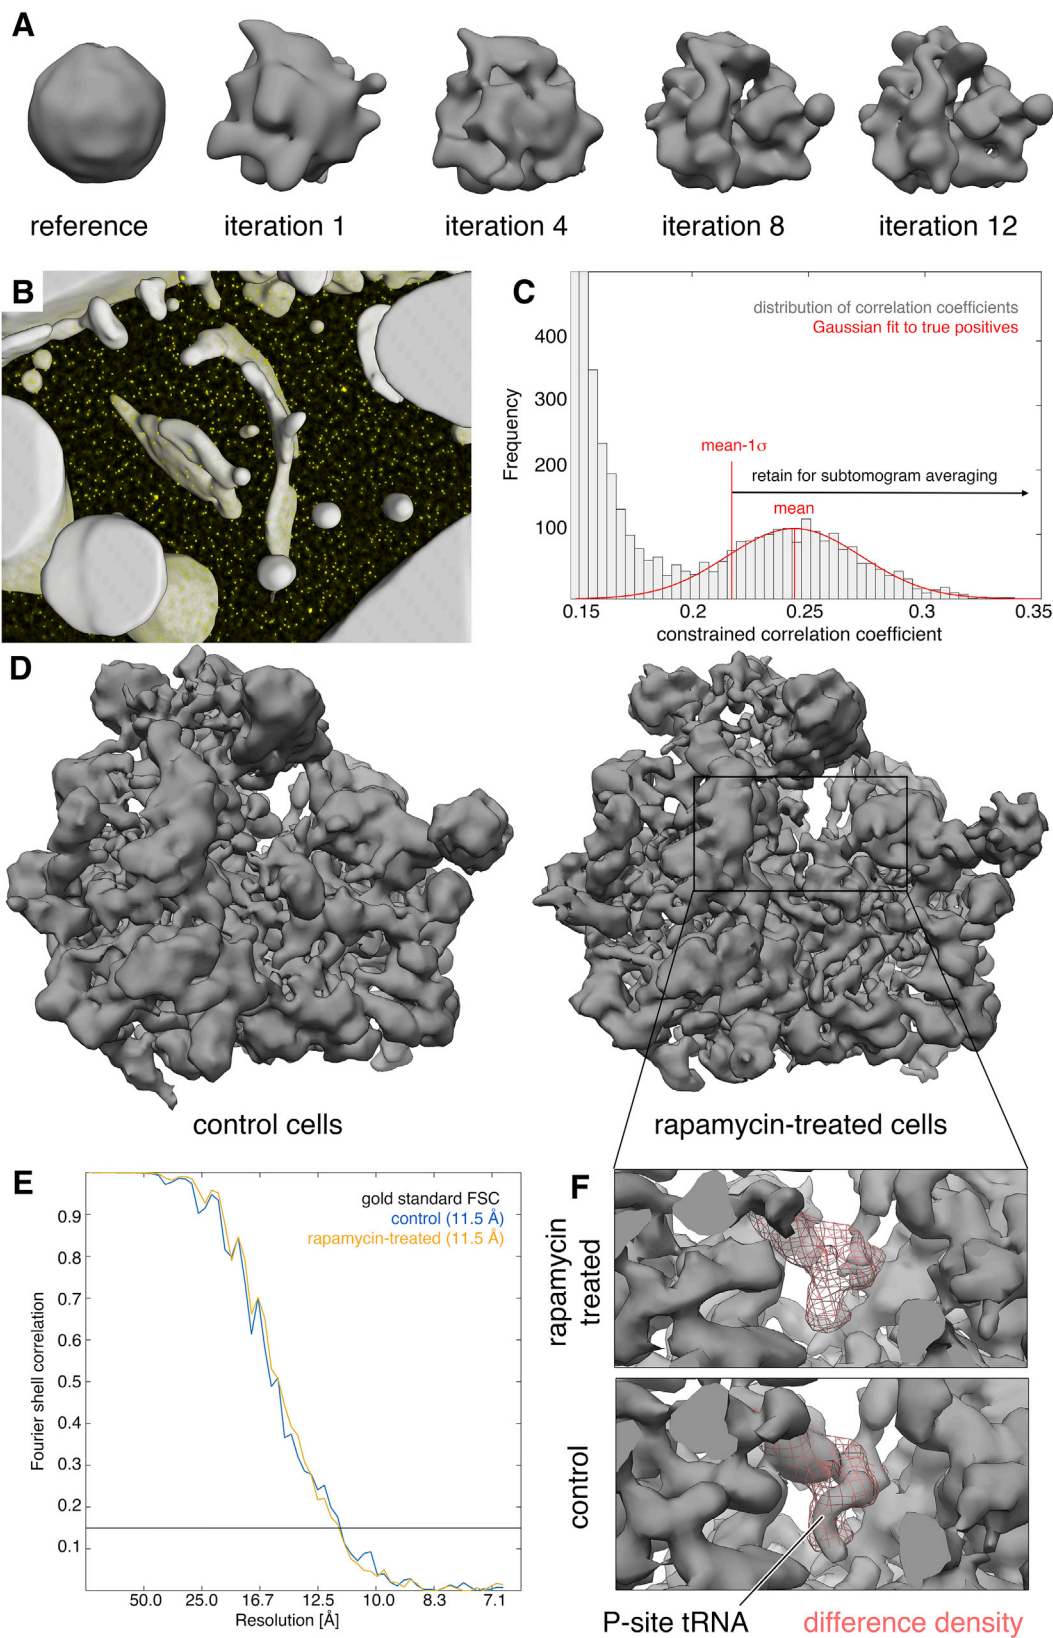 A
reference
iteration 1
iteration 4
iteration 8
iteration 12
B
C
distribution of correlation coefficients
Gaussian fit to true positives
400
300
200
100
Frequency
mean-1σ
retain for subtomogram averaging
mean
0.15
0.2
0.25
0.3
0.35
constrained correlation coefficient
D
control cells
rapamycin-treated cells
E
gold standard FSC
control (11.5 Å)
rapamycin-treated (11.5 Å)
0.9
0.8
0.7
0.6
0.5
0.4
0.3
0.2
0.1
Fourier shell correlation
50.0
25.0
16.7
12.5
10.0
8.3
7.1
Resolution [Å]
F
rapamycin
treated
control
P-site tRNA
difference density